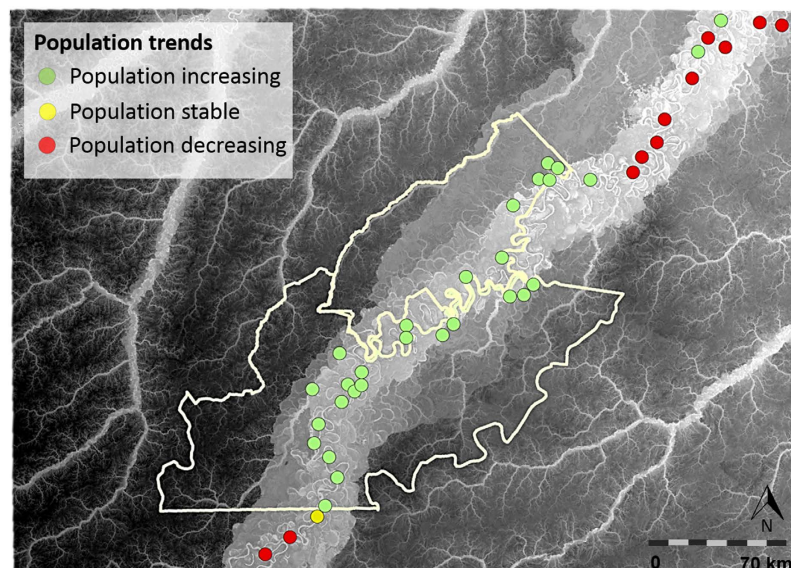 Population trends
Population increasing
Population stable
Population decreasing
N
0 70 km